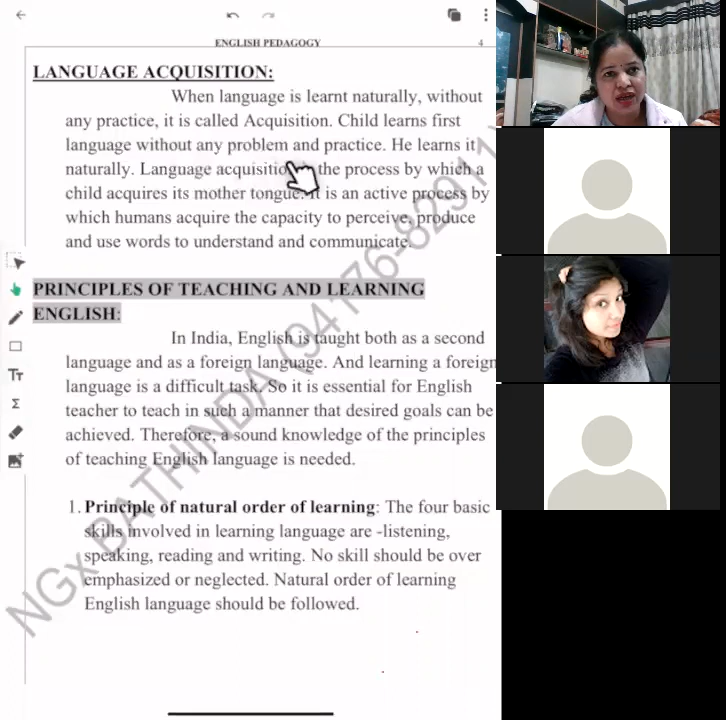 ENGLISH PEDAGOGY 4
LANGUAGE ACQUISITION:
When language is learnt naturally, without
any practice, it is called Acquisition. Child learns first
language without any problem and practice. He learns it
naturally. Language acquisition the process by which a
child acquires its mother tongue. It is an active process by
which humans acquire the capacity to perceive, produce
and use words to understand and communicate.
PRINCIPLES OF TEACHING AND LEARNING
ENGLISH:
In India, English is taught both as a second
language and as a foreign language. And learning a foreign
language is a difficult task. So it is essential for English
teacher to teach in such a manner that desired goals can be
achieved. Therefore, a sound knowledge of the principles
of teaching English language is needed.
1. Principle of natural order of learning: The four basic
skills involved in learning language are -listening,
speaking, reading and writing. No skill should be over
emphasized or neglected. Natural order of learning
English language should be followed.
NGx BATHINDA (94176-82911)
Tт
Σ